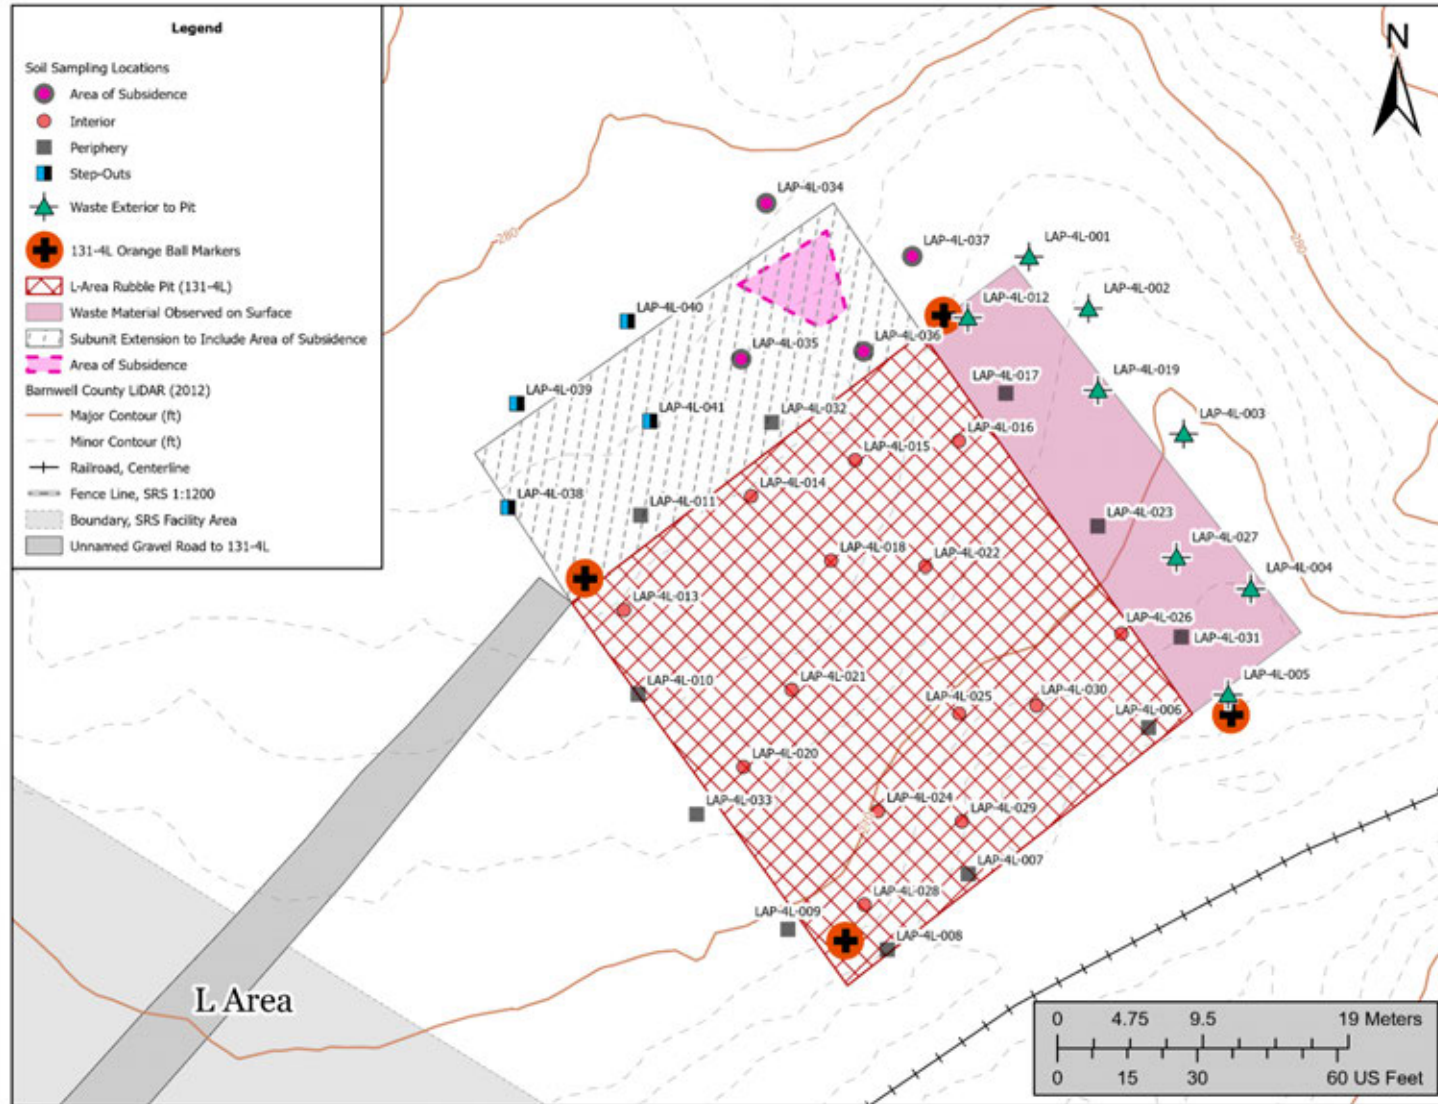 Legend
Soil Sampling Locations
Area of Subsidence
Interior
Periphery
Step-Outs
Waste Exterior to Pit
131-4L Orange Ball Markers
L-Area Rubble Pit (131-4L)
Waste Material Observed on Surface
Subunit Extension to Include Area of Subsidence
Area of Subsidence
Barnwell County LiDAR (2012)
Major Contour (ft)
Minor Contour (ft)
Railroad, Centerline
Fence Line, SRS 1:1200
Boundary, SRS Facility Area
Unnamed Gravel Road to 131-4L
N
280
280
LAP-4L-034
LAP-4L-037
LAP-4L-001
LAP-4L-002
LAP-4L-012
LAP-4L-040
LAP-4L-036
LAP-4L-035
LAP-4L-017
LAP-4L-019
LAP-4L-039
LAP-4L-041
LAP-4L-032
LAP-4L-003
LAP-4L-016
LAP-4L-015
LAP-4L-014
LAP-4L-038
LAP-4L-011
LAP-4L-023
LAP-4L-018
LAP-4L-022
LAP-4L-027
LAP-4L-004
LAP-4L-013
LAP-4L-026
LAP-4L-031
LAP-4L-010
LAP-4L-021
LAP-4L-005
LAP-4L-025
LAP-4L-030
LAP-4L-006
LAP-4L-020
LAP-4L-033
LAP-4L-024
LAP-4L-029
LAP-4L-007
LAP-4L-028
LAP-4L-009
LAP-4L-008
L Area
0 4.75 9.5 19 Meters
0 15 30 60 US Feet